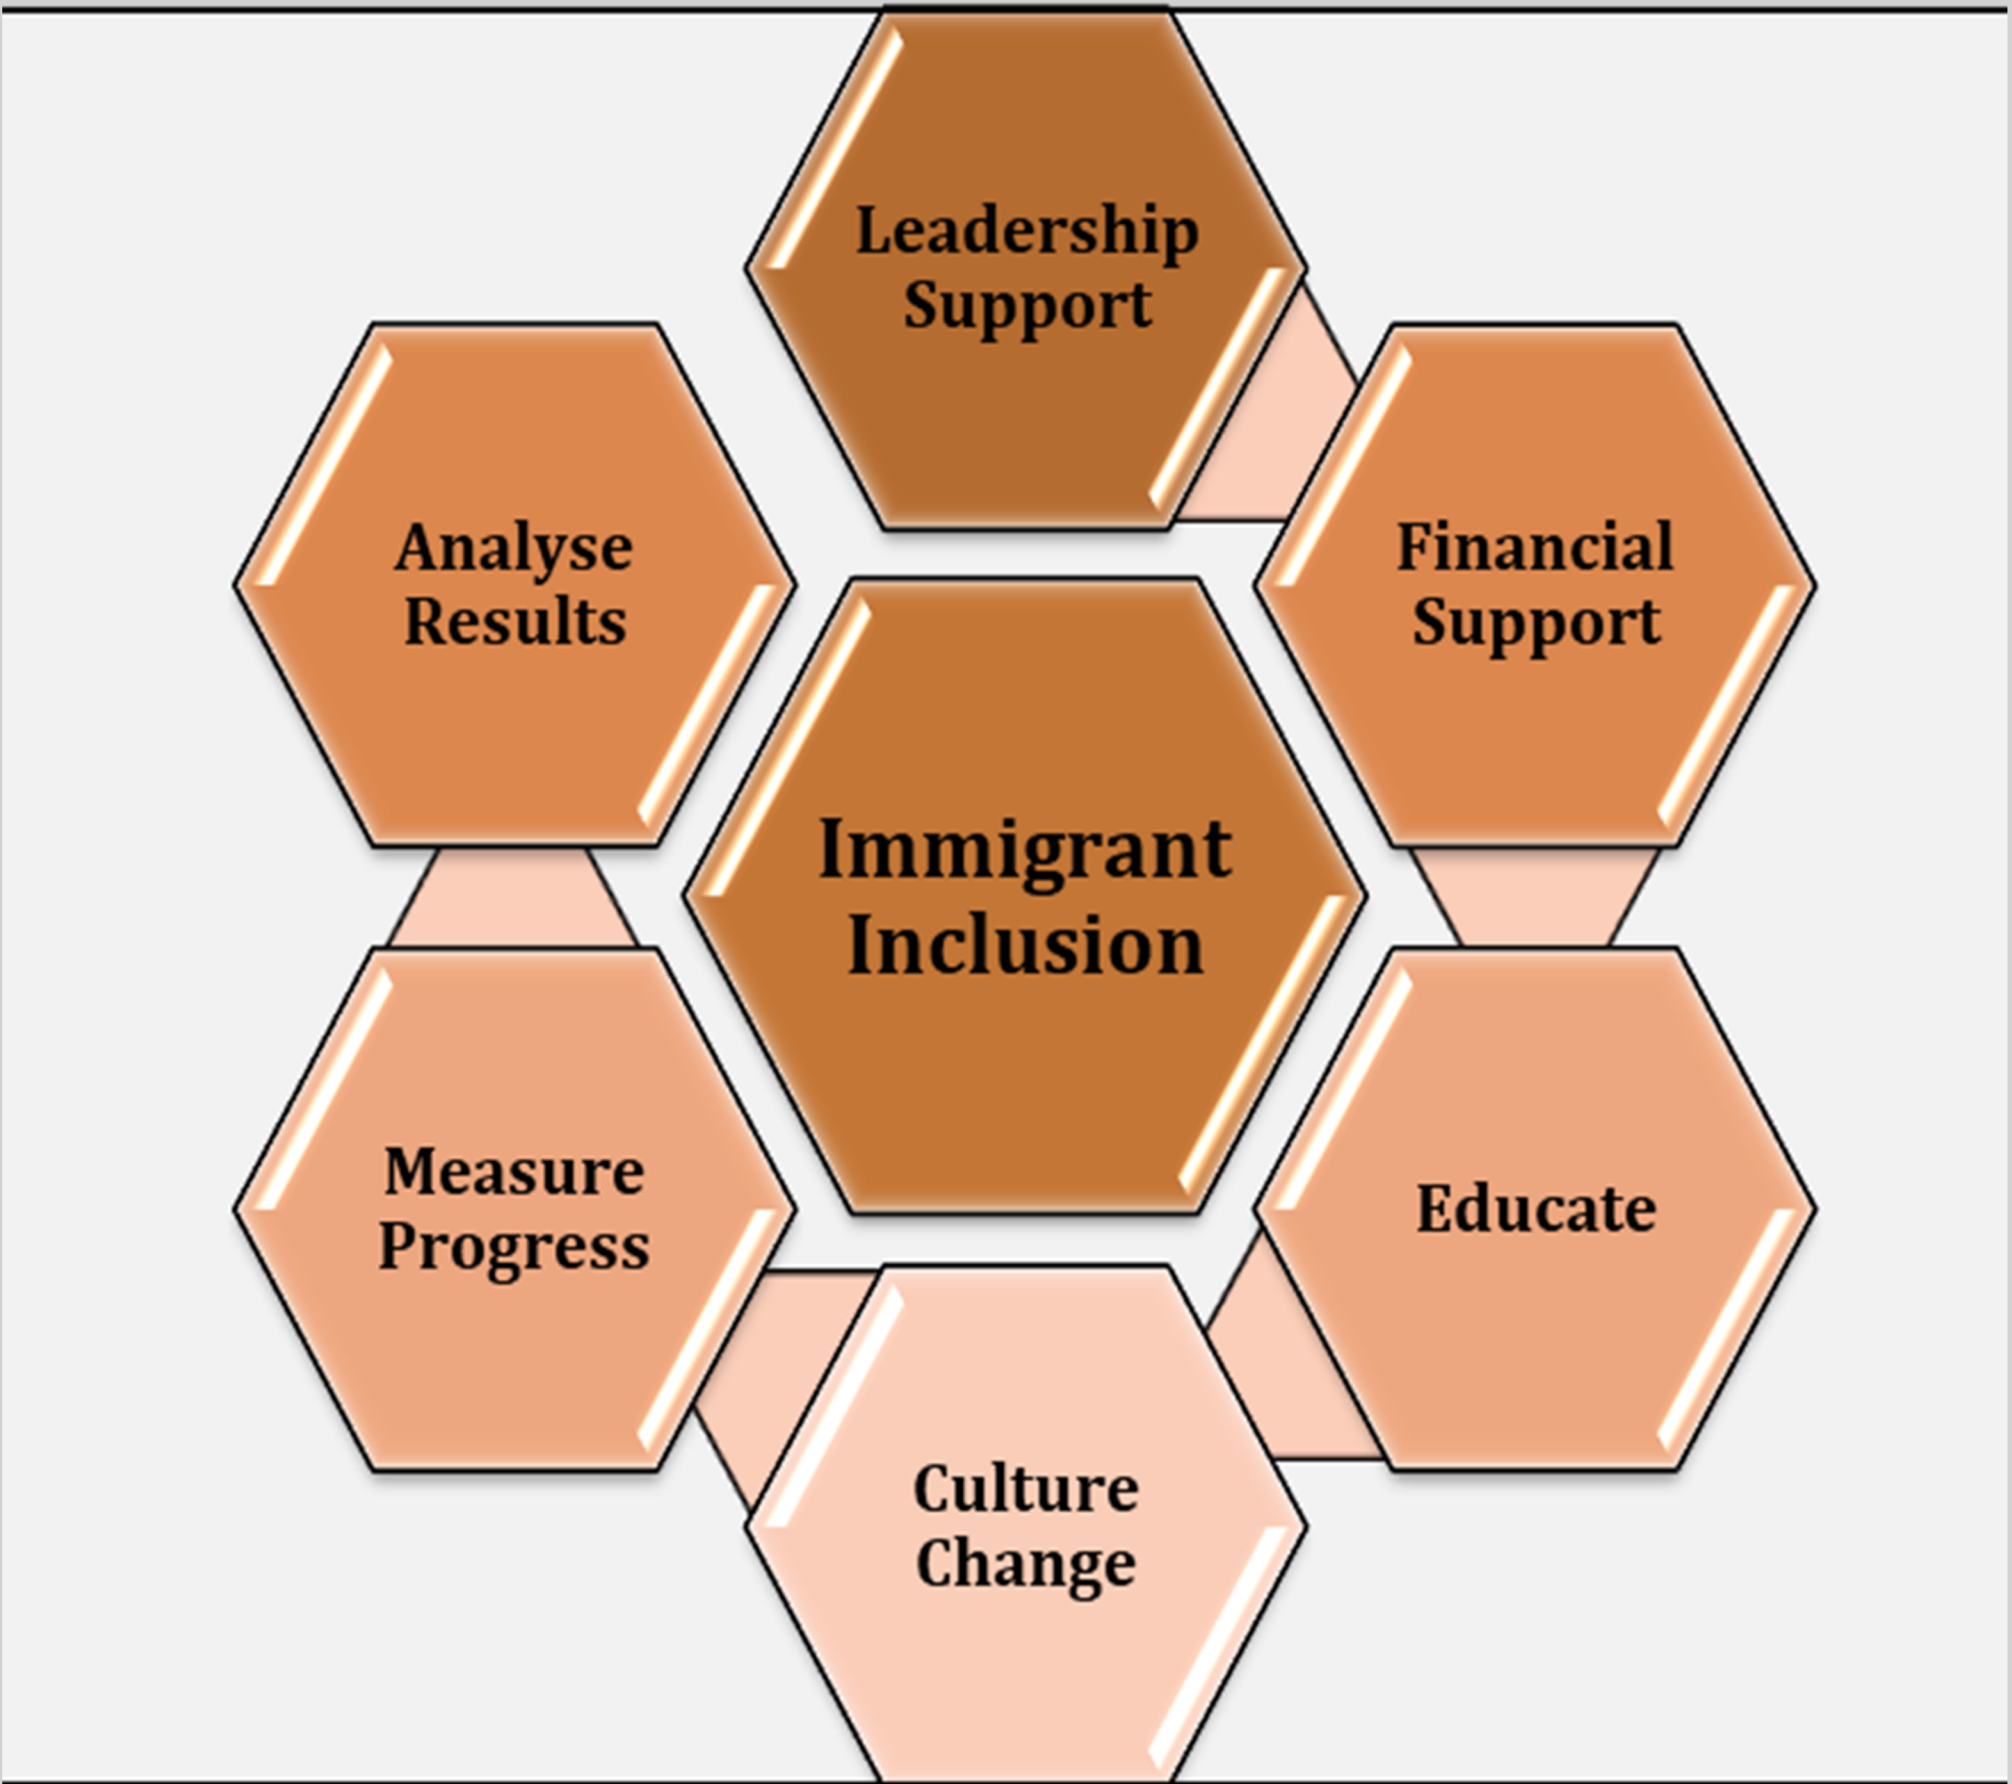 Leadership
Support
Financial
Support
Educate
Culture
Change
Measure
Progress
Analyse
Results
Immigrant
Inclusion